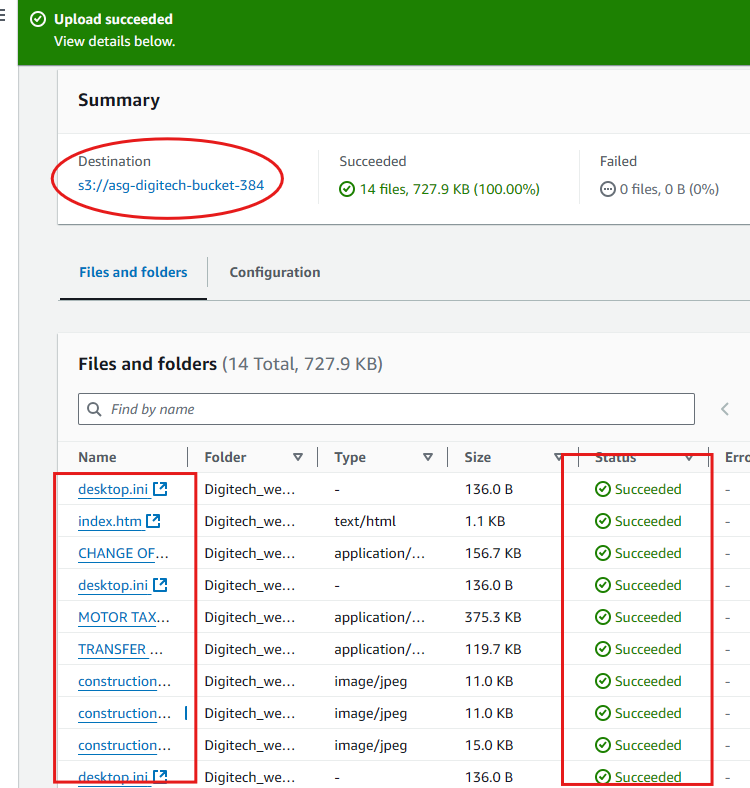 Upload succeeded
View details below.
Summary
Destination
s3://asg-digitech-bucket-384
Succeeded
14 files, 727.9 KB (100.00%)
Failed
0 files, 0 B (0%)
Files and folders
Configuration
Files and folders (14 Total, 727.9 KB)
Find by name
Name Folder Type Size Status Erro
desktop.ini Digitech_we... - 136.0 B Succeeded -
index.htm Digitech_we... text/html 1.1 KB Succeeded -
CHANGE OF... Digitech_we... application/... 156.7 KB Succeeded -
desktop.ini Digitech_we... - 136.0 B Succeeded -
MOTOR TAX... Digitech_we... application/... 375.3 KB Succeeded -
TRANSFER ... Digitech_we... application/... 119.7 KB Succeeded -
construction... Digitech_we... image/jpeg 11.0 KB Succeeded -
construction... Digitech_we... image/jpeg 11.0 KB Succeeded -
construction... Digitech_we... image/jpeg 15.0 KB Succeeded -
desktop.ini Digitech_we... - 136.0 B Succeeded -